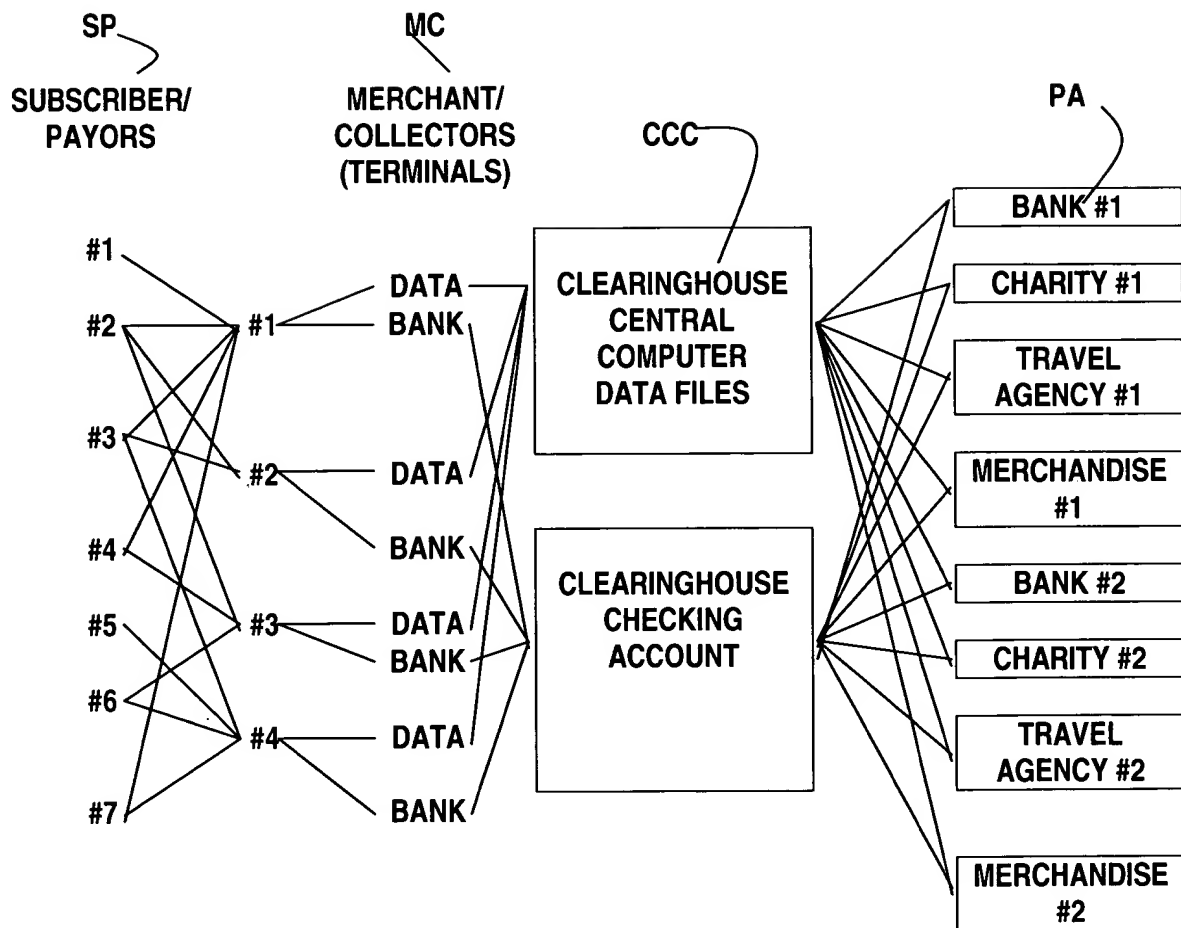 SP
SUBSCRIBER/
PAYORS
#1
#2
#3
#4
#5
#6
#7
MC
MERCHANT/
COLLECTORS
(TERMINALS)
#1
#2
#3
#4
DATA
BANK
DATA
BANK
DATA
BANK
DATA
BANK
CCC
CLEARINGHOUSE
CENTRAL
COMPUTER
DATA FILES
CLEARINGHOUSE
CHECKING
ACCOUNT
PA
BANK #1
CHARITY #1
TRAVEL
AGENCY #1
MERCHANDISE
#1
BANK #2
CHARITY #2
TRAVEL
AGENCY #2
MERCHANDISE
#2